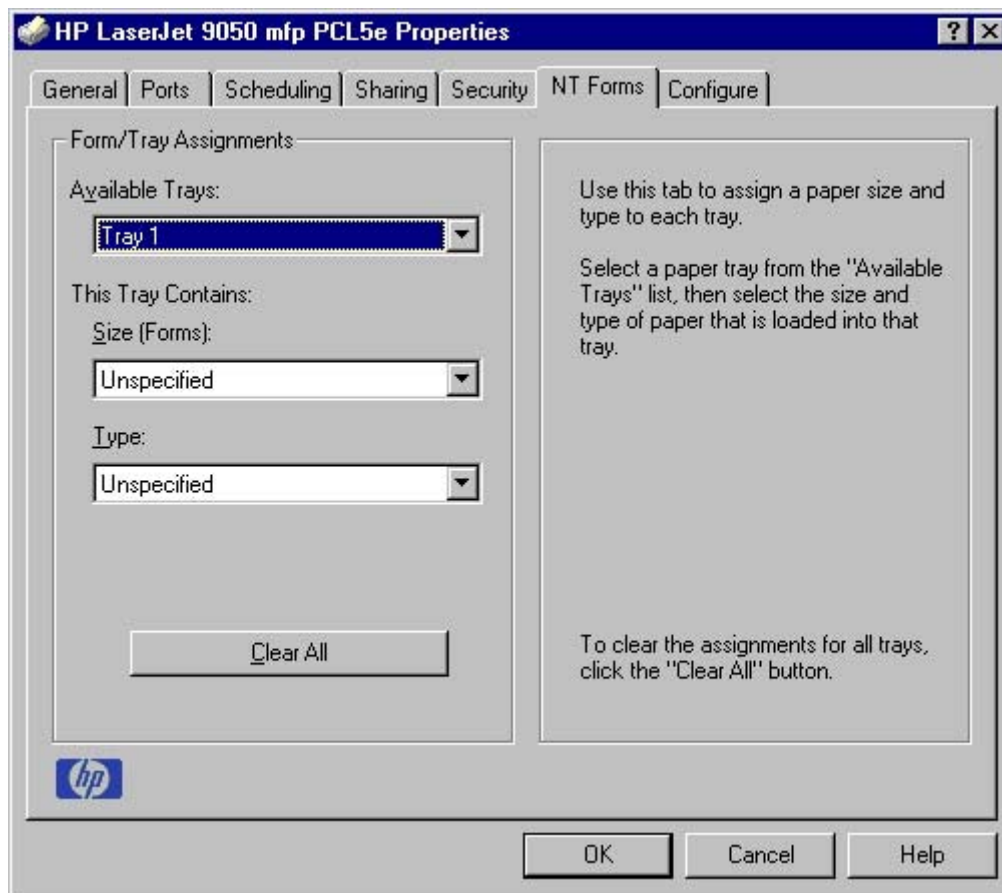 HP LaserJet 9050 mfp PCL5e Properties
General Ports Scheduling Sharing Security NT Forms Configure
Form/Tray Assignments
Available Trays:
Tray 1
This Tray Contains:
Size (Forms):
Unspecified
Type:
Unspecified
Clear All
Use this tab to assign a paper size and
type to each tray.
Select a paper tray from the "Available
Trays" list, then select the size and
type of paper that is loaded into that
tray.
To clear the assignments for all trays,
click the "Clear All" button.
hp
OK Cancel Help